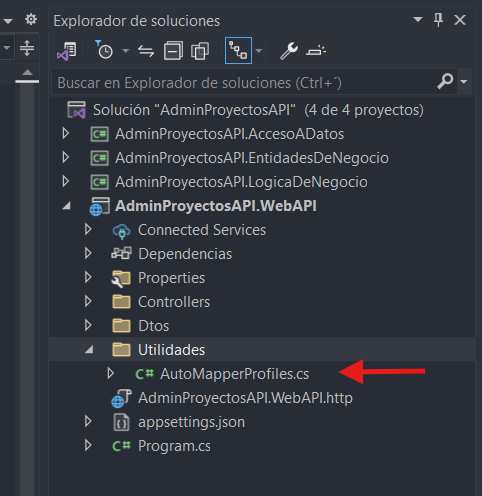 Explorador de soluciones
Buscar en Explorador de soluciones (Ctrl+´)
Solución "AdminProyectosAPI" (4 de 4 proyectos)
C# AdminProyectosAPI.AccesoADatos
C# AdminProyectosAPI.EntidadesDeNegocio
C# AdminProyectosAPI.LogicaDeNegocio
AdminProyectosAPI.WebAPI
Connected Services
Dependencias
Properties
Controllers
Dtos
Utilidades
C# AutoMapperProfiles.cs
AdminProyectosAPI.WebAPI.http
appsettings.json
C# Program.cs